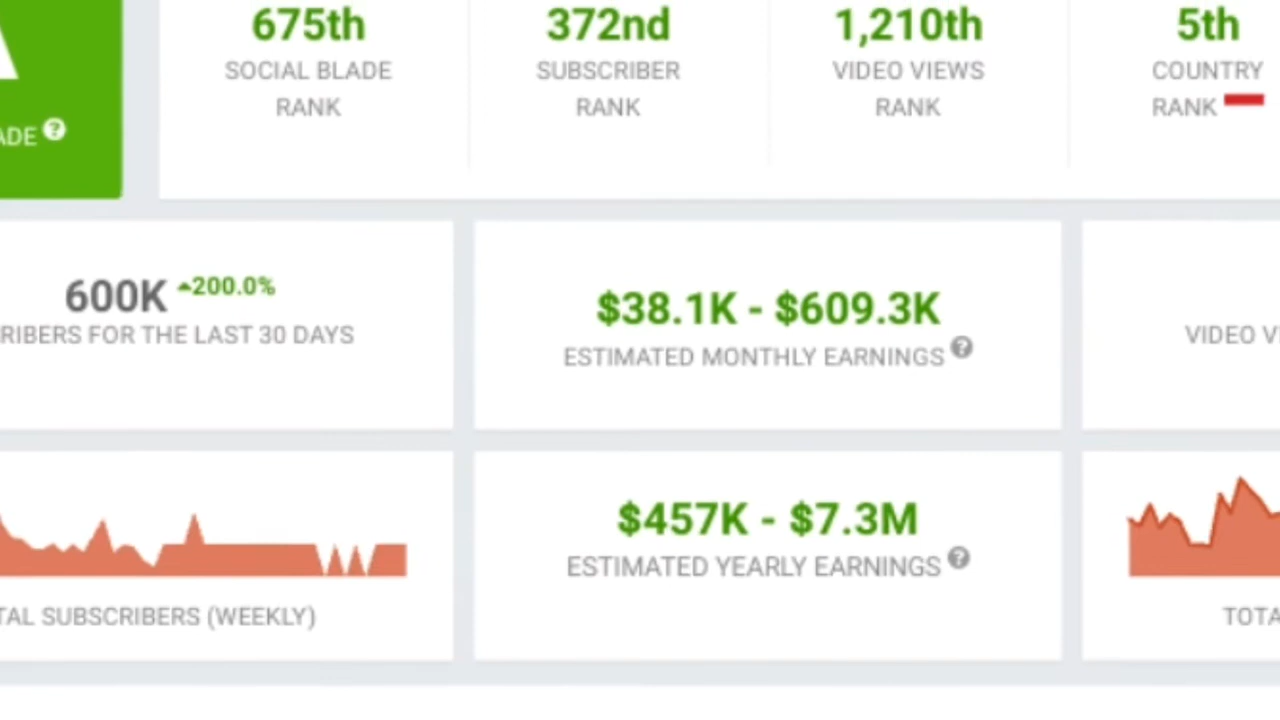 675th
SOCIAL BLADE
RANK
372nd
SUBSCRIBER
RANK
1,210th
VIDEO VIEWS
RANK
5th
COUNTRY
RANK
ADE ?
600K 200.0%
RIBERS FOR THE LAST 30 DAYS
$38.1K - $609.3K
ESTIMATED MONTHLY EARNINGS ?
VIDEO V
TAL SUBSCRIBERS (WEEKLY)
$457K - $7.3M
ESTIMATED YEARLY EARNINGS ?
TOTA